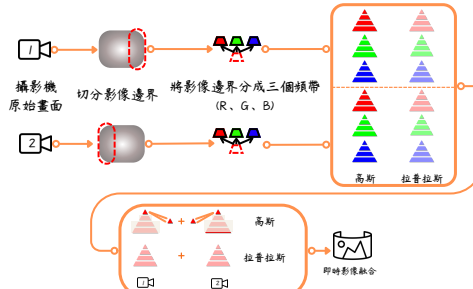 1
攝影機
原始畫面
切分影像邊界
將影像邊界分成三個頻帶
(R、G、B)
2
高斯
拉普拉斯
+
高斯
+
拉普拉斯
1
2
即時影像融合